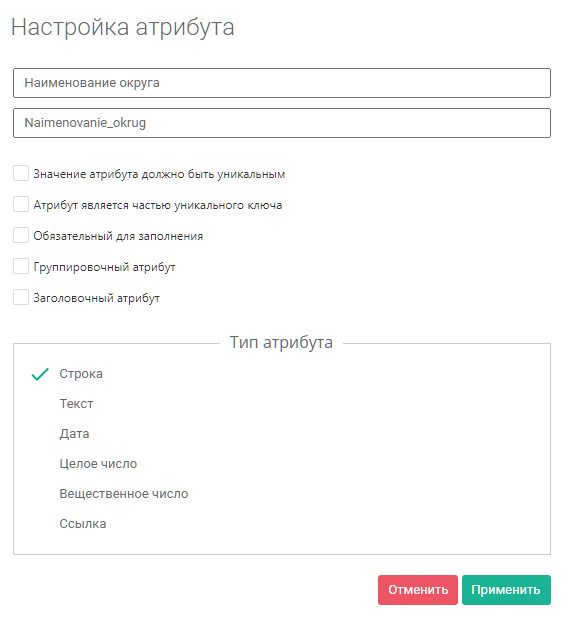 Настройка атрибута
Наименование округа
Naimenovanie_okrug
Значение атрибута должно быть уникальным
Атрибут является частью уникального ключа
Обязательный для заполнения
Группировочный атрибут
Заголовочный атрибут
Тип атрибута
Строка
Текст
Дата
Целое число
Вещественное число
Ссылка
Отменить Применить